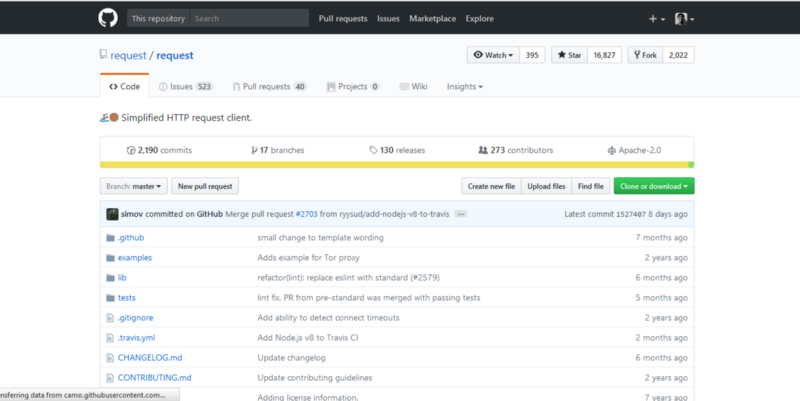 This repository Search Pull requests Issues Marketplace Explore
request / request Watch 395 Star 16,827 Fork 2,022
Code Issues 523 Pull requests 40 Projects 0 Wiki Insights
Simplified HTTP request client.
2,190 commits 17 branches 130 releases 273 contributors Apache-2.0
Branch: master New pull request Create new file Upload files Find file Clone or download
simov committed on GitHub Merge pull request #2703 from ryysud/add-nodejs-v8-to-travis ... Latest commit 1527407 8 days ago
.github small change to template wording 7 months ago
examples Adds example for Tor proxy 2 years ago
lib refactor(lint): replace eslint with standard (#2579) 6 months ago
tests lint fix, PR from pre-standard was merged with passing tests 5 months ago
.gitignore Add ability to detect connect timeouts 2 years ago
.travis.yml Add Node.js v8 to Travis CI 2 months ago
CHANGELOG.md Update changelog 6 months ago
CONTRIBUTING.md Update contributing guidelines 2 years ago
nsferring data from camo.githubusercontent.com... Adding license information. 7 years ago